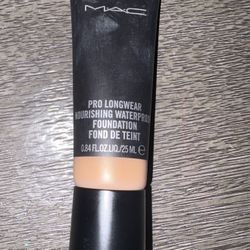 MAC
PRO LONGWEAR
NOURISHING WATERPROOF
FOUNDATION
FOND DE TEINT
0.84 FL.OZ.LIQ./25 ML ℮